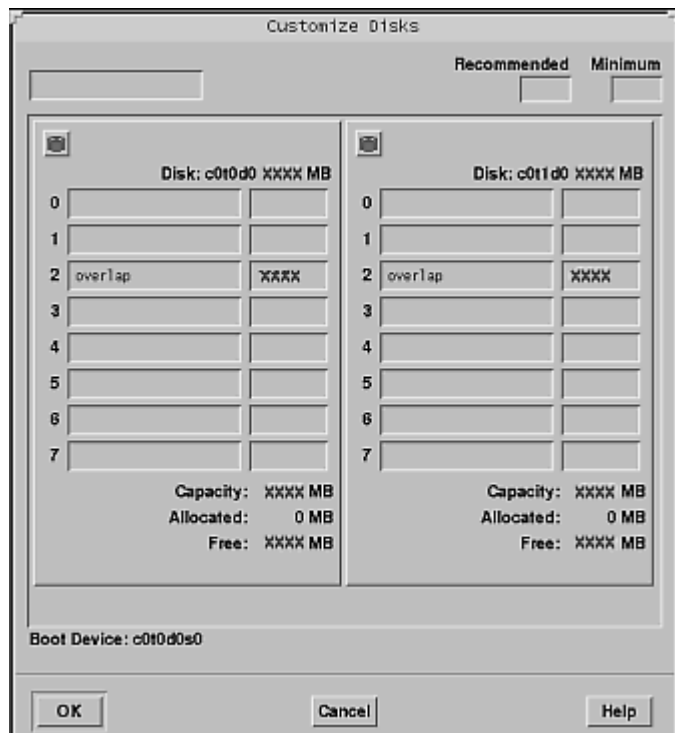 Customize Disks
Recommended Minimum
Disk: c0t0d0 XXXX MB
0
1
2 overlap XXXX
3
4
5
6
7
Capacity: XXXX MB
Allocated: 0 MB
Free: XXXX MB
Disk: c0t1d0 XXXX MB
0
1
2 overlap XXXX
3
4
5
6
7
Capacity: XXXX MB
Allocated: 0 MB
Free: XXXX MB
Boot Device: c0t0d0s0
OK Cancel Help